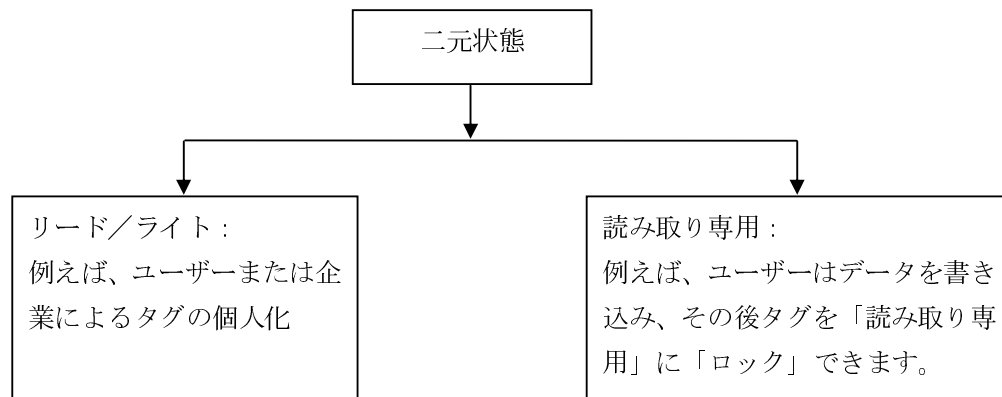 二元状態
リード／ライト：
例えば、ユーザーまたは企
業によるタグの個人化
読み取り専用：
例えば、ユーザーはデータを書き
込み、その後タグを「読み取り専
用」に「ロック」できます。